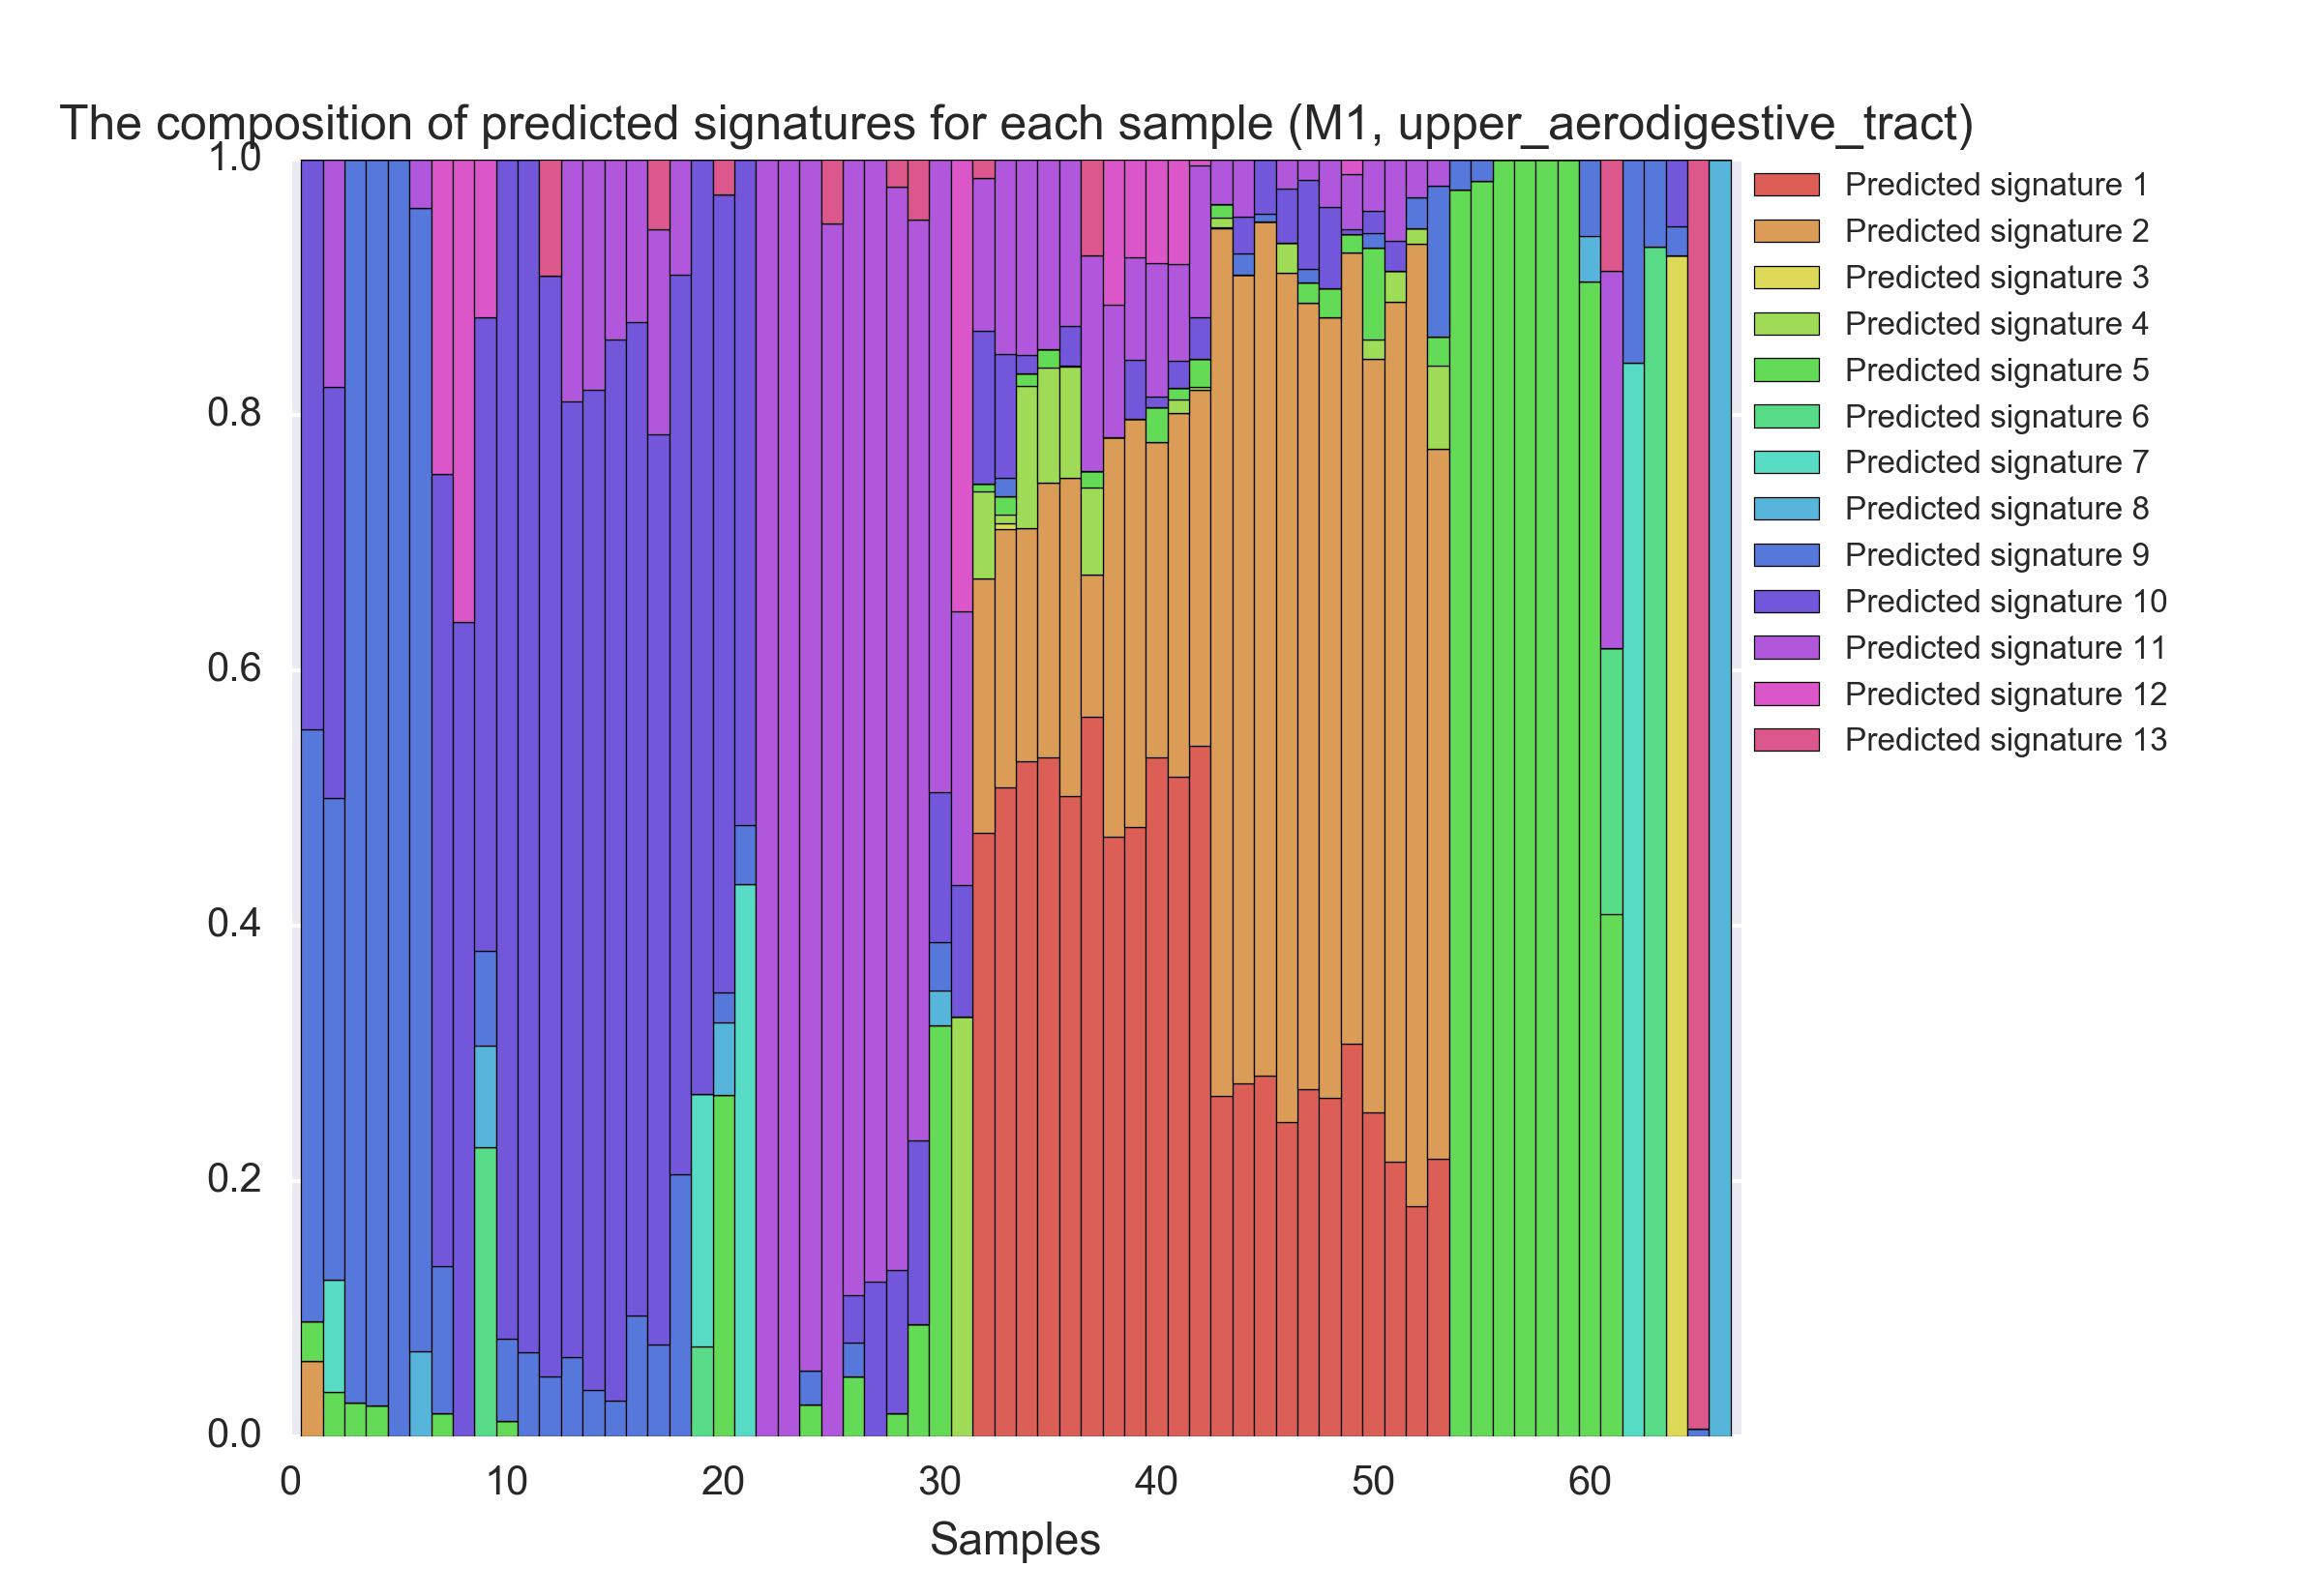 The composition of predicted signatures for each sample (M1, upper_aerodigestive_tract)
1.0
0.8
0.6
0.4
0.2
0.0
0 10 20 30 40 50 60
Samples
Predicted signature 1
Predicted signature 2
Predicted signature 3
Predicted signature 4
Predicted signature 5
Predicted signature 6
Predicted signature 7
Predicted signature 8
Predicted signature 9
Predicted signature 10
Predicted signature 11
Predicted signature 12
Predicted signature 13